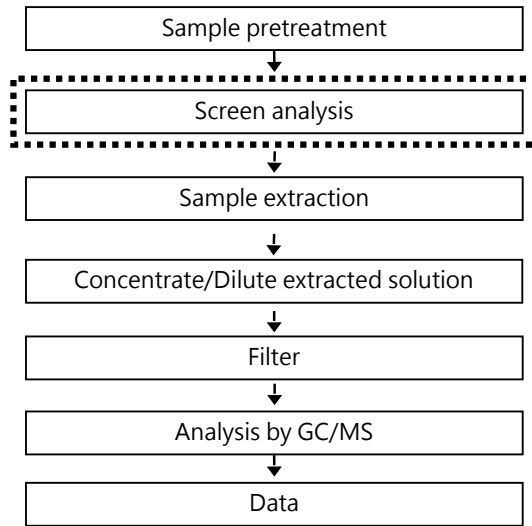 Sample pretreatment
Screen analysis
Sample extraction
Concentrate/Dilute extracted solution
Filter
Analysis by GC/MS
Data